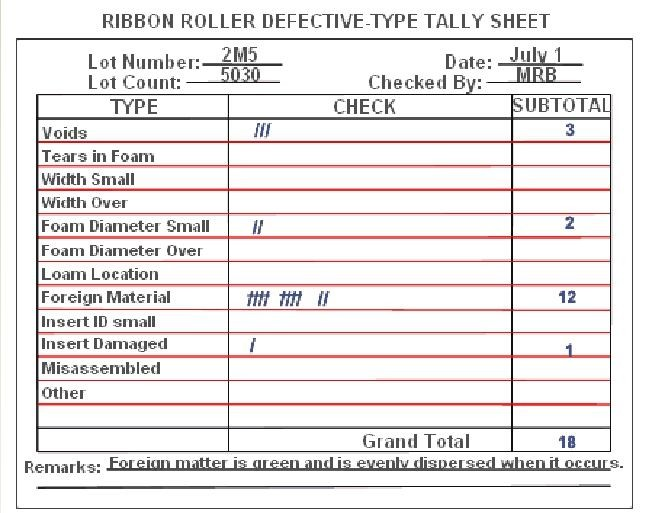 RIBBON ROLLER DEFECTIVE-TYPE TALLY SHEET
Lot Number: 2M5 Date: July 1
Lot Count: 5030 Checked By: MRB
TYPE CHECK SUBTOTAL
Voids /// 3
Tears in Foam
Width Small
Width Over
Foam Diameter Small // 2
Foam Diameter Over
Loam Location
Foreign Material //// //// // 12
Insert ID small
Insert Damaged / 1
Misassembled
Other
Grand Total 18
Remarks: Foreign matter is green and is evenly dispersed when it occurs.